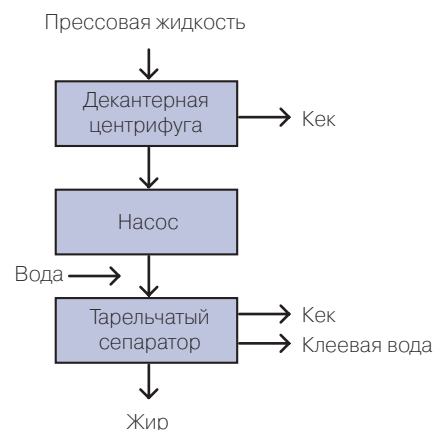 Прессовая жидкость
Декантерная
центрифуга
Кек
Насос
Вода
Тарельчатый
сепаратор
Кек
Клеевая вода
Жир